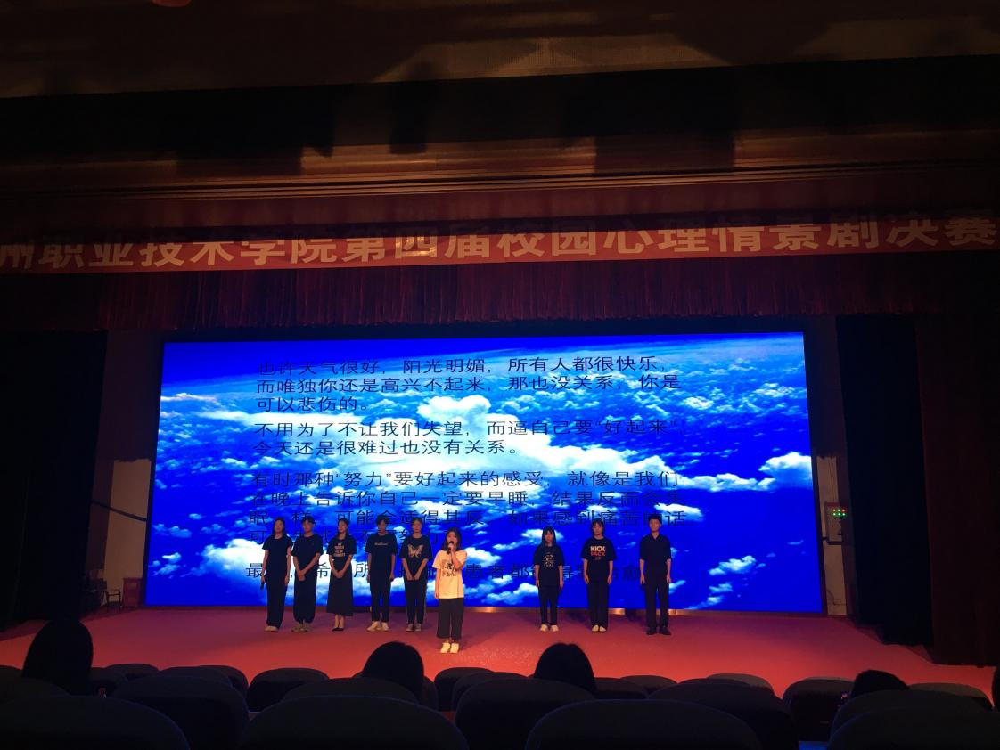 州职业技术学院第四届校园心理情景剧决赛
也许天气很好，阳光明媚，所有人都很快乐，
而唯独你还是高兴不起来，那也没关系，你是
可以悲伤的。
不用为了不让我们失望，而逼自己要“好起来”，
今天还是很难过也没有关系。
有时那种“努力”要好起来的感受，就像是我们
在晚上告诉你自己一定要早睡，结果反而会失
眠一样，可能会适得其反，如果感到痛苦的话，
可
最 希 所 患者都 愈
KICK
BACK